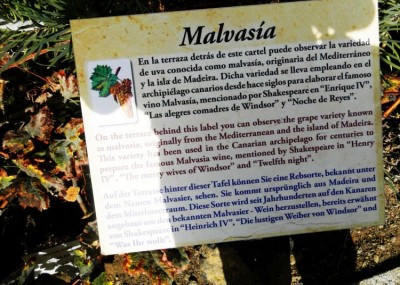 Malvasía
En la terraza detrás de este cartel puede observar la variedad
de uva conocida como malvasía, originaria del Mediterráneo
y la isla de Madeira. Dicha variedad se lleva empleando en el
archipiélago canarios desde hace siglos para elaborar el famoso
vino Malvasía, mencionado por Shakespeare en "Enrique IV",
"Las alegres comadres de Windsor" y "Noche de Reyes".
On the terrace behind this label you can observe the grape variety known
as malvasie, originally from the Mediterranean and the island of Madeira.
This variety has been used in the Canarian archipelago for centuries to
prepare the famous Malvasia wine, mentioned by Shakespeare in "Henry
IV", "The merry wives of Windsor" and "Twelfth night".
Auf der Terrasse hinter dieser Tafel können Sie eine Rebsorte, bekannt unter
dem Namen Malvasier, sehen. Sie kommt ursprünglich aus Madeira und
dem Mittelmeerraum. Diese Sorte wird seit Jahrhunderten auf den Kanaren
angebaut um den bekannten Malvasier - Wein herzustellen, bereits erwähnt
von Shakespeare in "Heinrich IV", "Die lustigen Weiber von Windsor" und
"Was Ihr wollt".